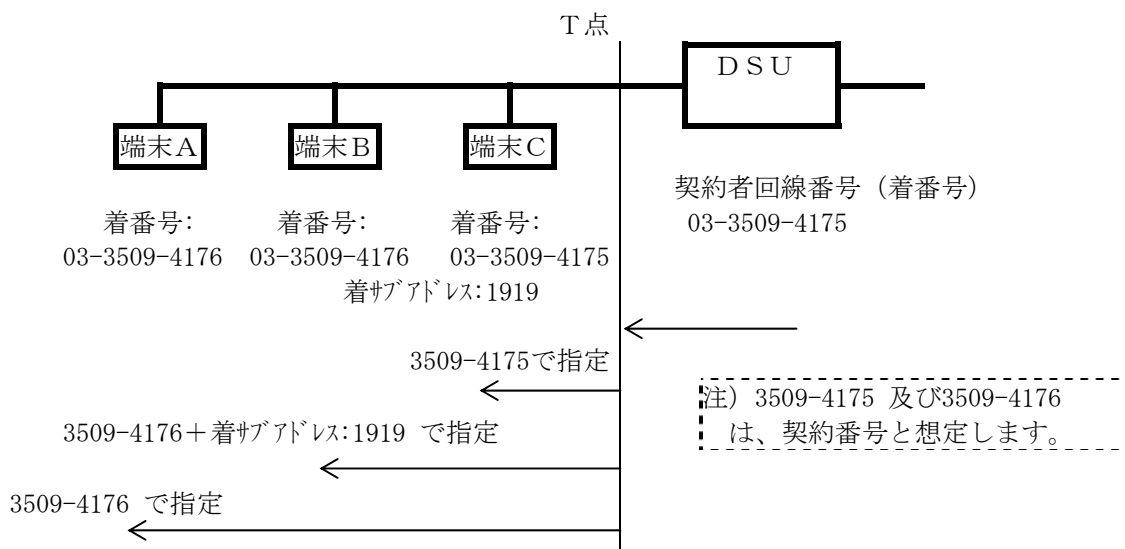 T点
DSU
端末A
端末B
端末C
契約者回線番号（着番号）
03-3509-4175
着番号：
03-3509-4176
着番号：
03-3509-4176
着ｻﾌﾞｱﾄﾞﾚｽ:1919
着番号：
03-3509-4175
3509-4175で指定
3509-4176＋着ｻﾌﾞｱﾄﾞﾚｽ:1919 で指定
3509-4176 で指定
注）3509-4175 及び3509-4176
は、契約番号と想定します。